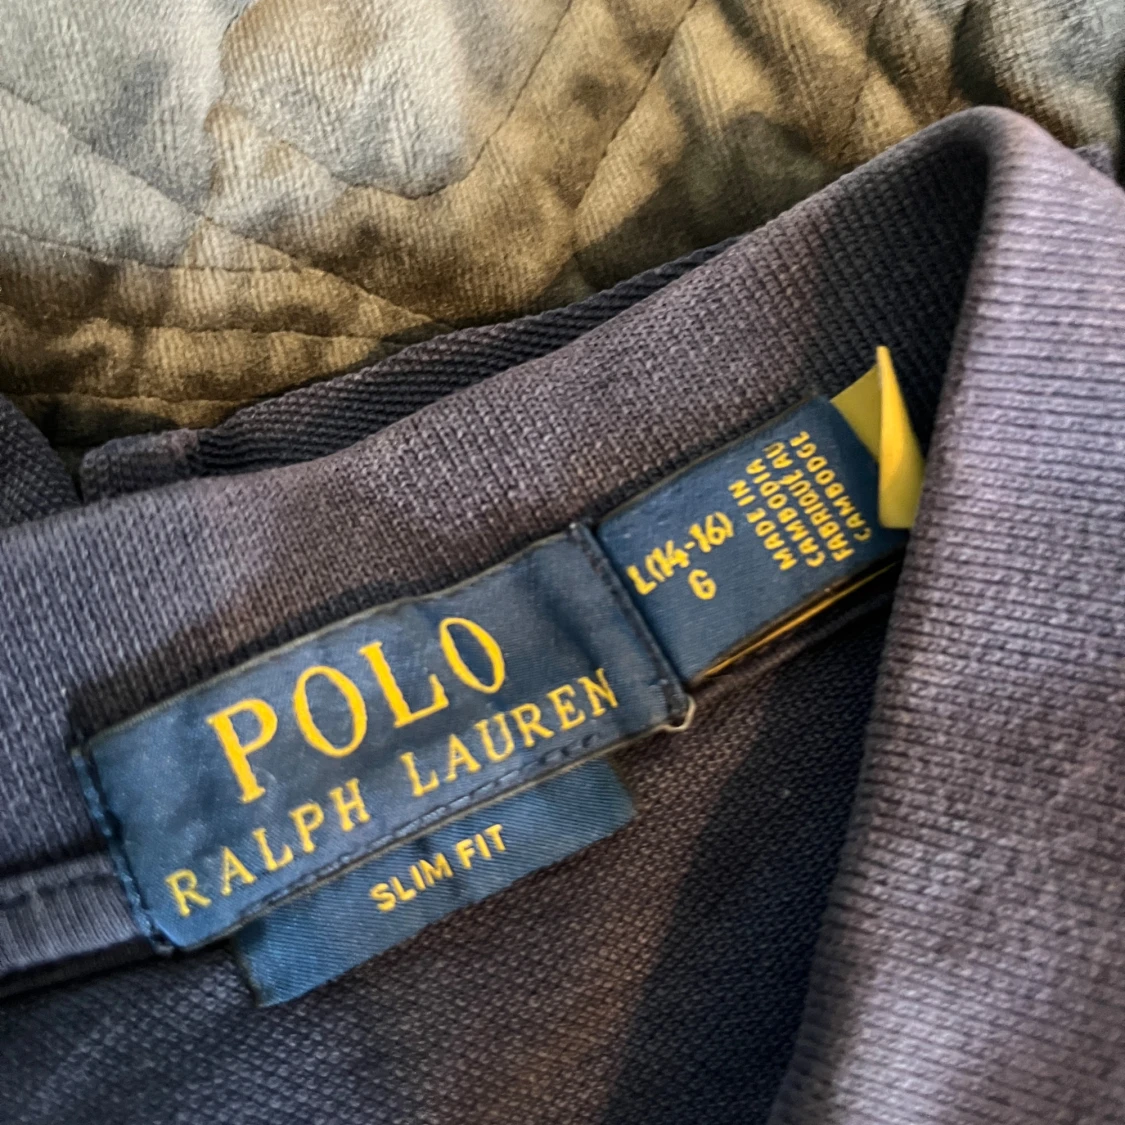 POLO
RALPH LAUREN
SLIM FIT
L(14-16)
G
MADE IN
CAMBODIA
FABRIQUÉ AU
CAMBODGE